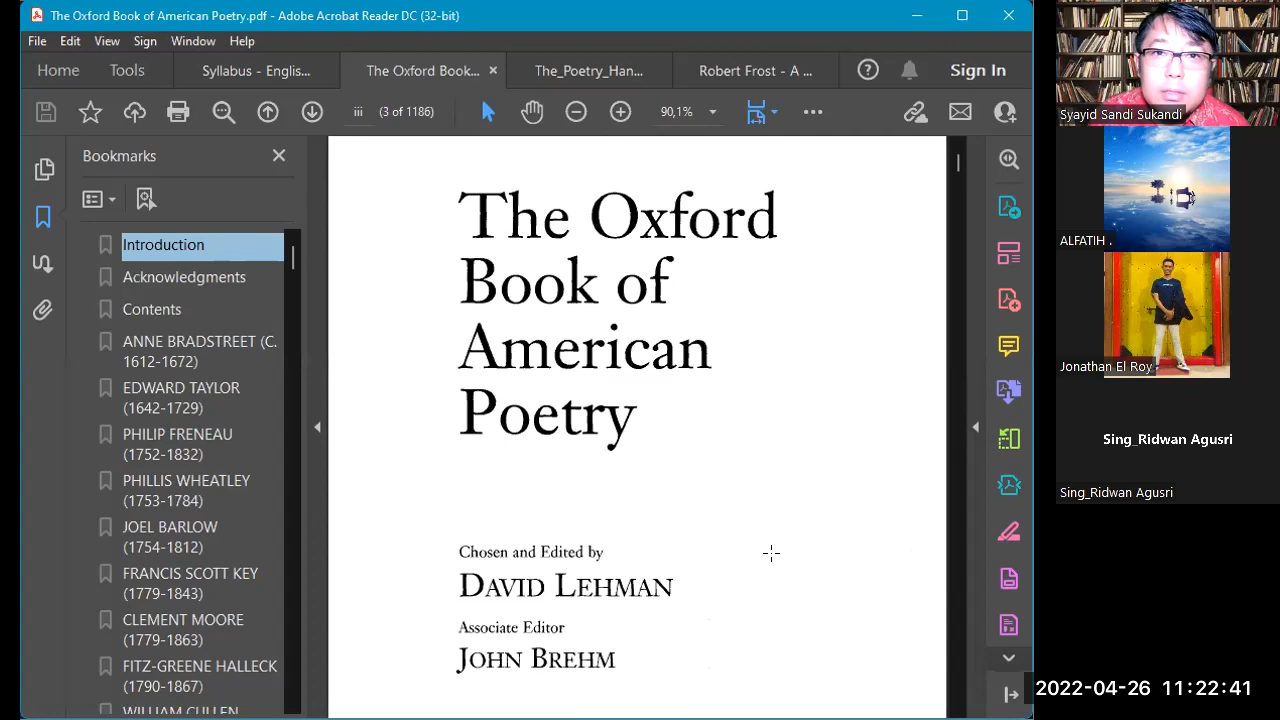 The Oxford Book of American Poetry.pdf - Adobe Acrobat Reader DC (32-bit)
File Edit View Sign Window Help
Home Tools Syllabus - Englis... The Oxford Book... The_Poetry_Han... Robert Frost - A ... Sign In
iii (3 of 1186) 90,1%
Bookmarks
Introduction
Acknowledgments
Contents
ANNE BRADSTREET (C.
1612-1672)
EDWARD TAYLOR
(1642-1729)
PHILIP FRENEAU
(1752-1832)
PHILLIS WHEATLEY
(1753-1784)
JOEL BARLOW
(1754-1812)
FRANCIS SCOTT KEY
(1779-1843)
CLEMENT MOORE
(1779-1863)
FITZ-GREENE HALLECK
(1790-1867)
WILLIAM CULLEN
The Oxford
Book of
American
Poetry
Chosen and Edited by
DAVID LEHMAN
Associate Editor
JOHN BREHM
Syayid Sandi Sukandi
ALFATIH .
Jonathan El Roy
Sing_Ridwan Agusri
Sing_Ridwan Agusri
2022-04-26 11:22:41